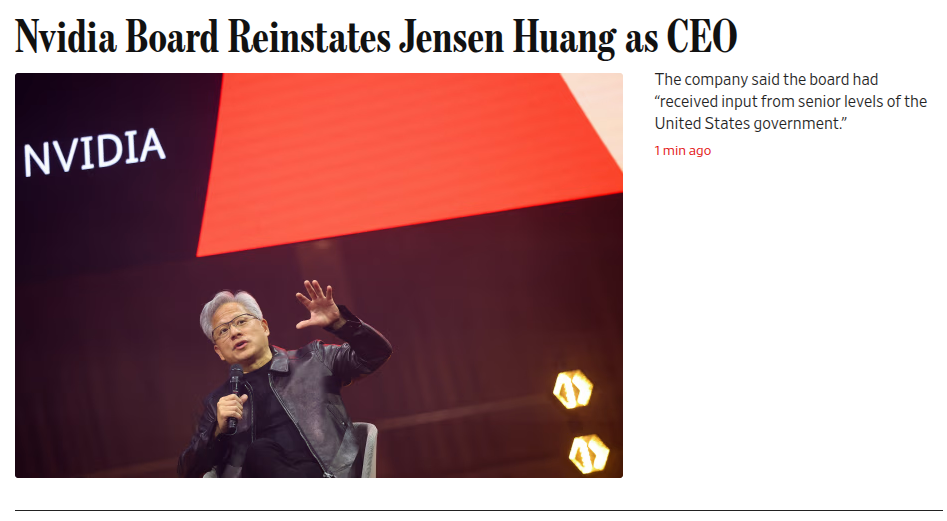 Nvidia Board Reinstates Jensen Huang as CEO
The company said the board had
“received input from senior levels of the
United States government.”
1 min ago
NVIDIA